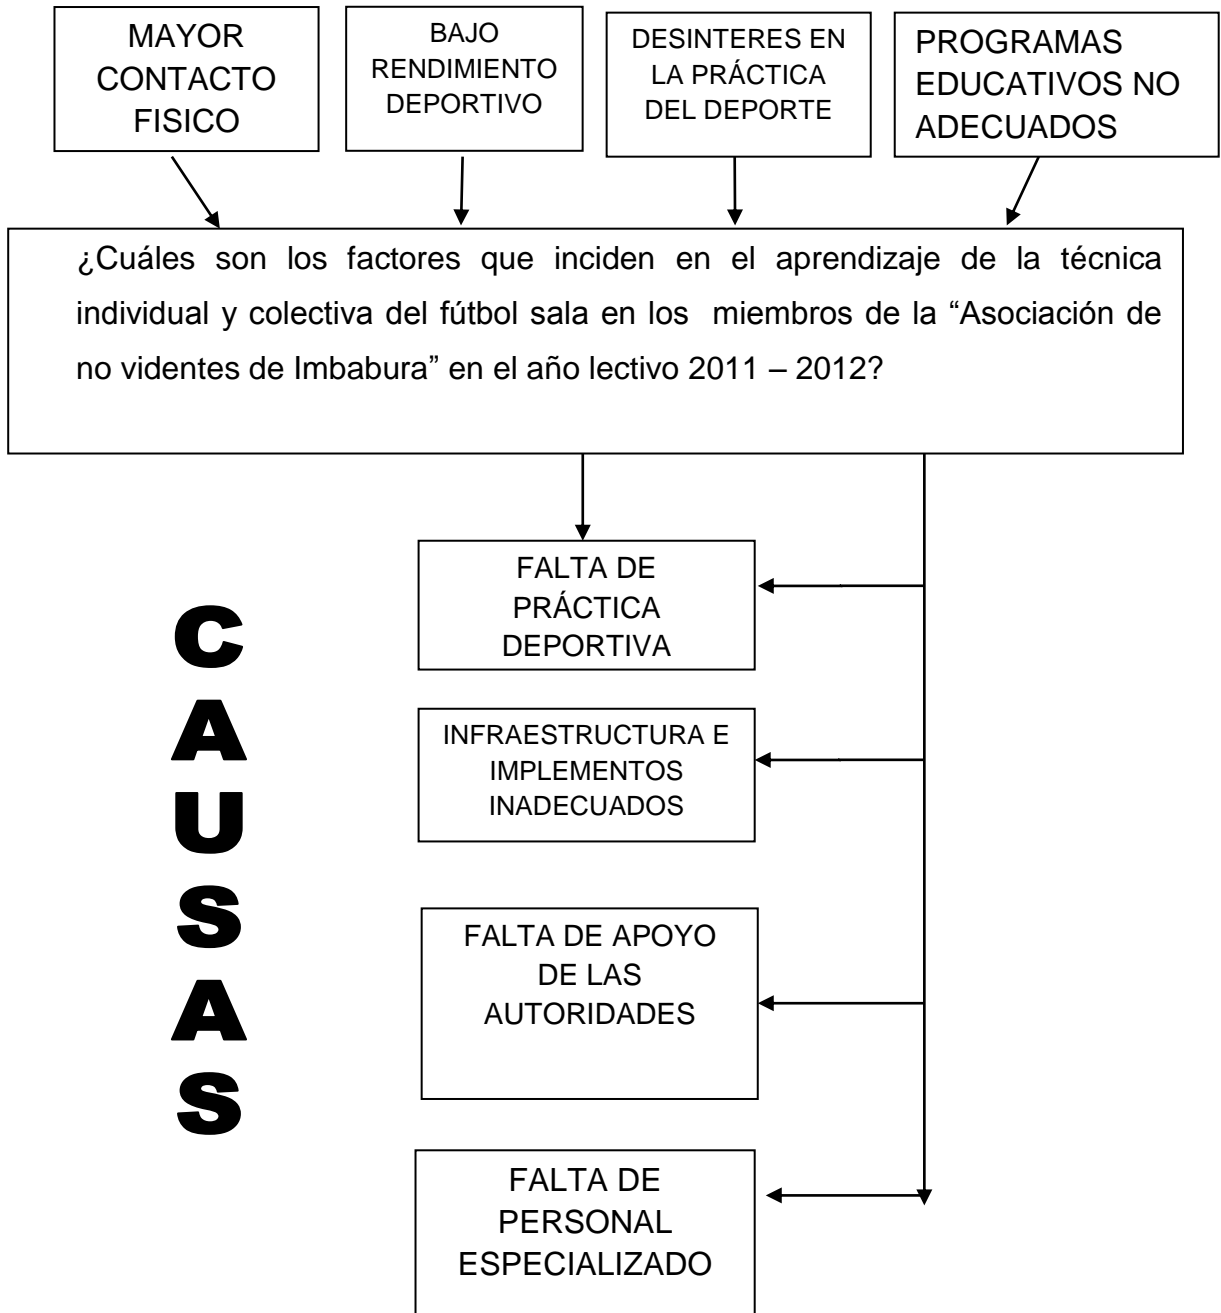 MAYOR
CONTACTO
FISICO
BAJO
RENDIMIENTO
DEPORTIVO
DESINTERES EN
LA PRÁCTICA
DEL DEPORTE
PROGRAMAS
EDUCATIVOS NO
ADECUADOS
¿Cuáles son los factores que inciden en el aprendizaje de la técnica
individual y colectiva del fútbol sala en los miembros de la “Asociación de
no videntes de Imbabura” en el año lectivo 2011 – 2012?
C
A
U
S
A
S
FALTA DE
PRÁCTICA
DEPORTIVA
INFRAESTRUCTURA E
IMPLEMENTOS
INADECUADOS
FALTA DE APOYO
DE LAS
AUTORIDADES
FALTA DE
PERSONAL
ESPECIALIZADO